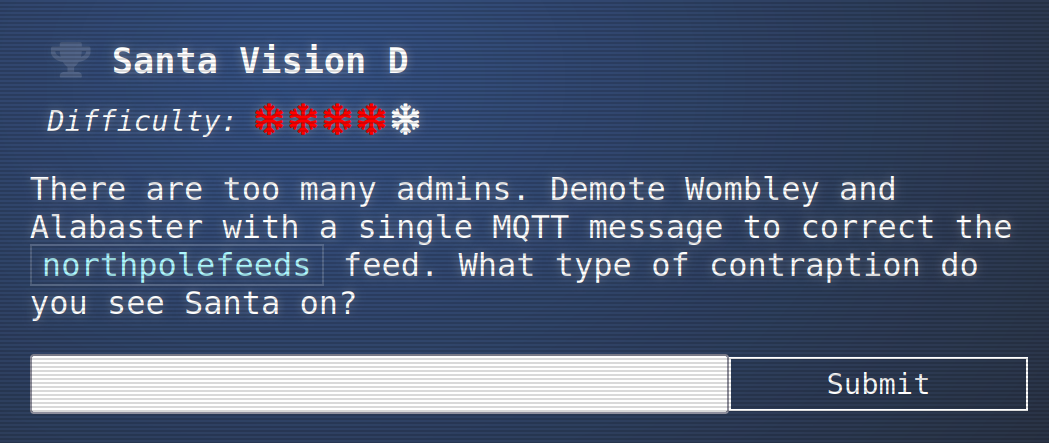 Santa Vision D
Difficulty:
There are too many admins. Demote Wombley and
Alabaster with a single MQTT message to correct the
northpolefeeds feed. What type of contraption do
you see Santa on?
Submit